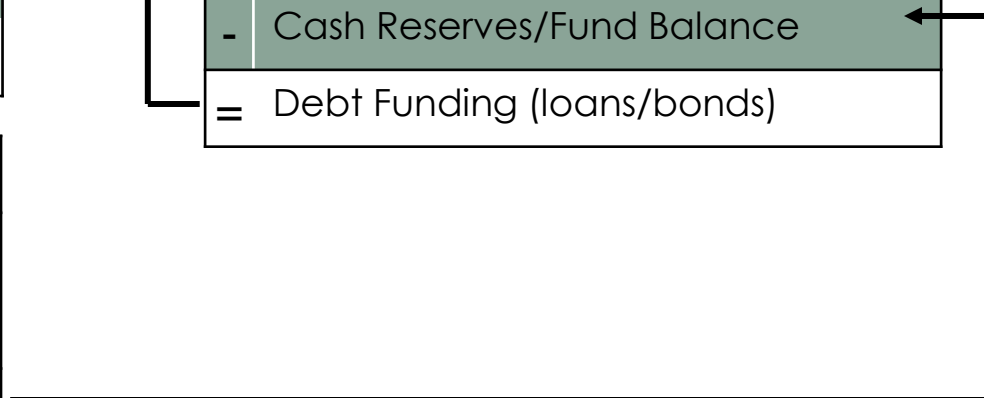 - Cash Reserves/Fund Balance
= Debt Funding (loans/bonds)